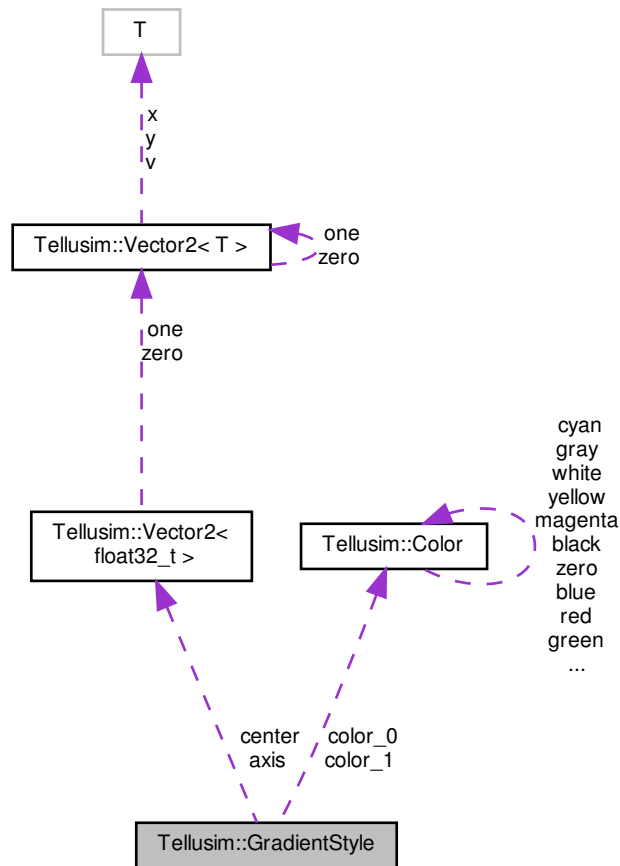 T
x
y
v
Tellusim::Vector2< T >
one
zero
one
zero
cyan
gray
white
yellow
magenta
black
zero
blue
red
green
...
Tellusim::Vector2<
float32_t >
Tellusim::Color
center
axis
color_0
color_1
Tellusim::GradientStyle